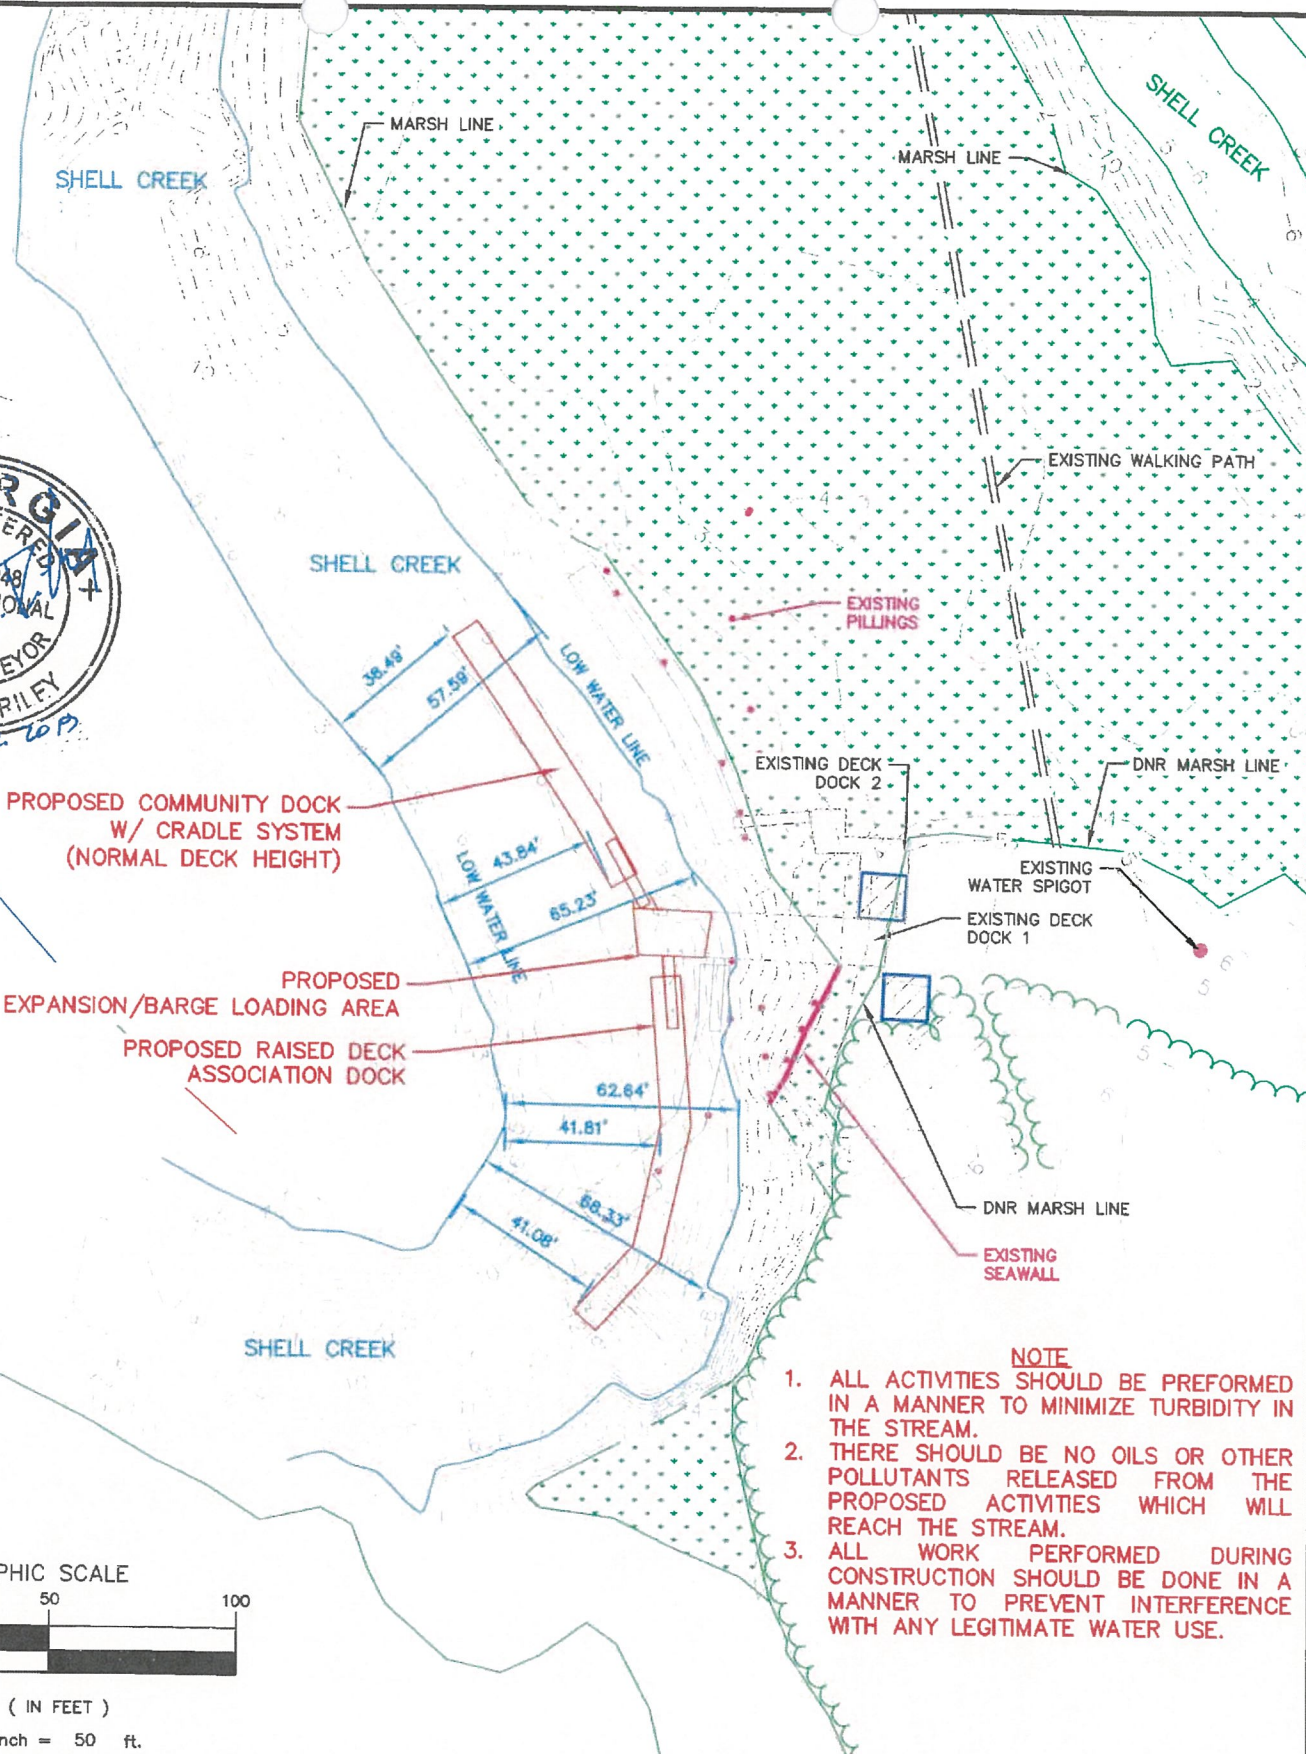 MARSH LINE
MARSH LINE
SHELL CREEK
SHELL CREEK
EXISTING WALKING PATH
SHELL CREEK
EXISTING
PILLINGS
38.49'
57.59'
LOW WATER LINE
EXISTING DECK
DOCK 2
DNR MARSH LINE
PROPOSED COMMUNITY DOCK
W/ CRADLE SYSTEM
(NORMAL DECK HEIGHT)
43.84'
65.23'
LOW WATER LINE
EXISTING
WATER SPIGOT
EXISTING DECK
DOCK 1
PROPOSED
EXPANSION/BARGE LOADING AREA
PROPOSED RAISED DECK
ASSOCIATION DOCK
62.64'
41.81'
68.33'
41.08'
DNR MARSH LINE
EXISTING
SEAWALL
SHELL CREEK
NOTE
1. ALL ACTIVITIES SHOULD BE PREFORMED
IN A MANNER TO MINIMIZE TURBIDITY IN
THE STREAM.
2. THERE SHOULD BE NO OILS OR OTHER
POLLUTANTS RELEASED FROM THE
PROPOSED ACTIVITIES WHICH WILL
REACH THE STREAM.
3. ALL WORK PERFORMED DURING
CONSTRUCTION SHOULD BE DONE IN A
MANNER TO PREVENT INTERFERENCE
WITH ANY LEGITIMATE WATER USE.
PHIC SCALE
50 100
( IN FEET )
nch = 50 ft.